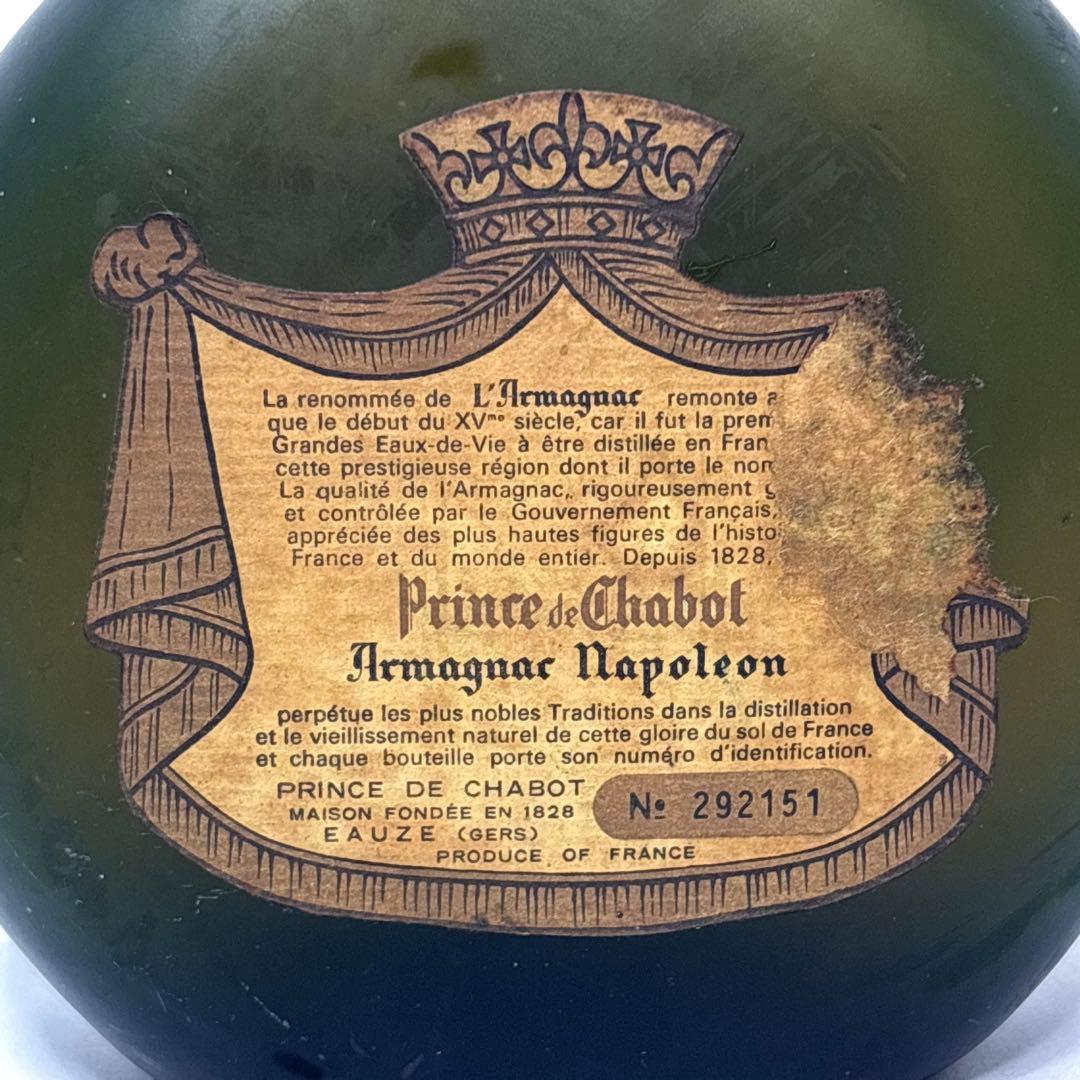 La renommée de L'Armagnac remonte
que le début du XVme siècle, car il fut la
Grandes Eaux-de-Vie à être distillée en
cette prestigieuse région dont il porte le
La qualité de l'Armagnac, rigoureusement
et contrôlée par le Gouvernement Français,
appréciée des plus hautes figures de
France et du monde entier. Depuis 1828,
Prince de Chabot
Armagnac Napoleon
perpétue les plus nobles Traditions dans la distillation
et le vieillissement naturel de cette gloire du sol de France
et chaque bouteille porte son numéro d'identification.
PRINCE DE CHABOT
MAISON FONDÉE EN 1828
EAUZE (GERS)
Nº 292151
PRODUCE OF FRANCE